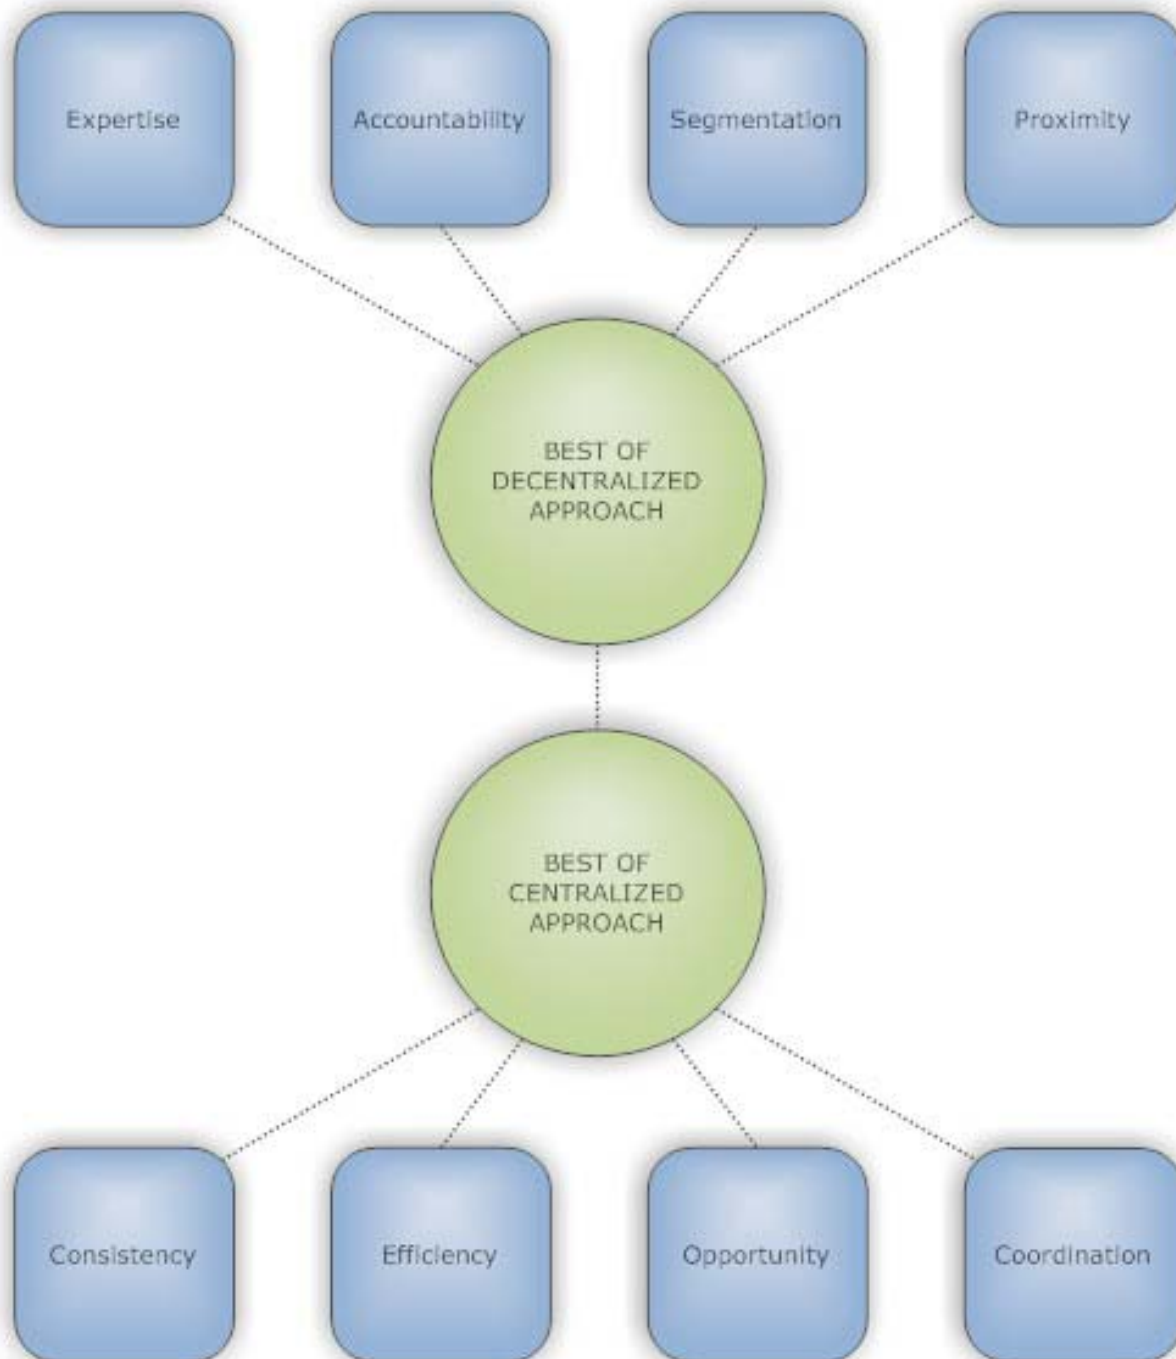 Expertise
Accountability
Segmentation
Proximity
BEST OF
DECENTRALIZED
APPROACH
BEST OF
CENTRALIZED
APPROACH
Consistency
Efficiency
Opportunity
Coordination